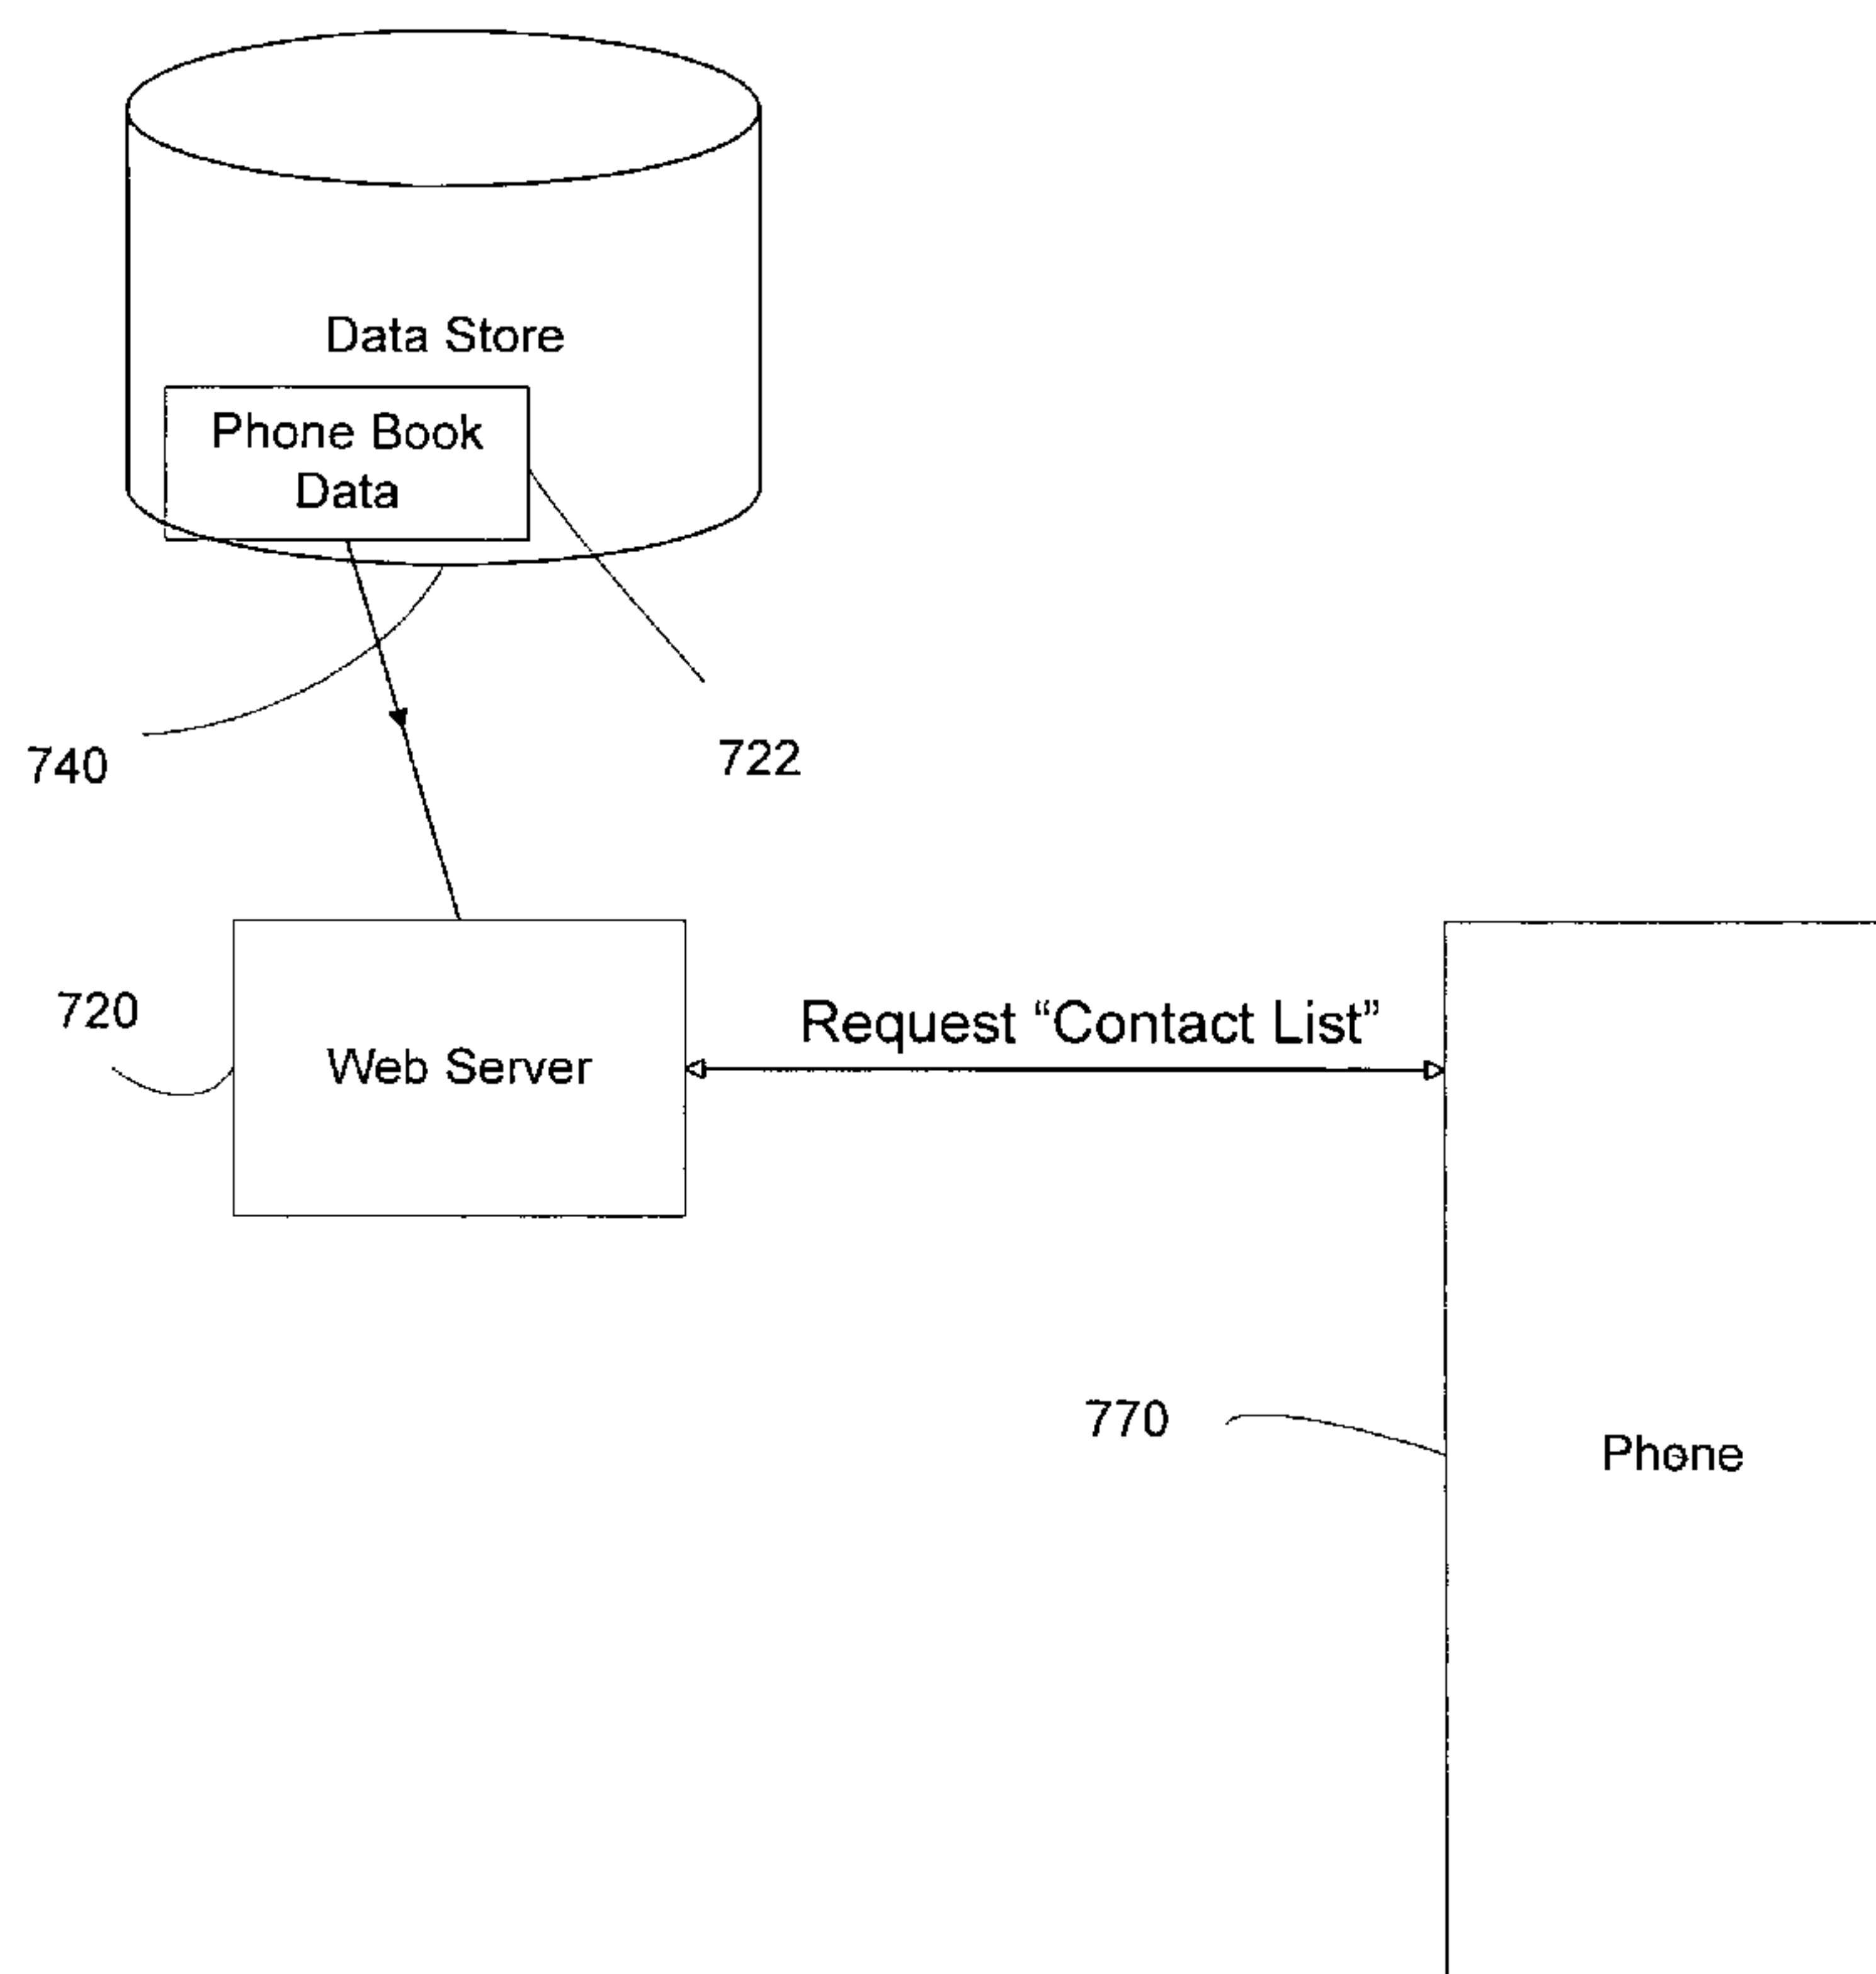 Data Store
Phone Book
Data
740
722
720
Web Server
Request “Contact List”
770
Phone